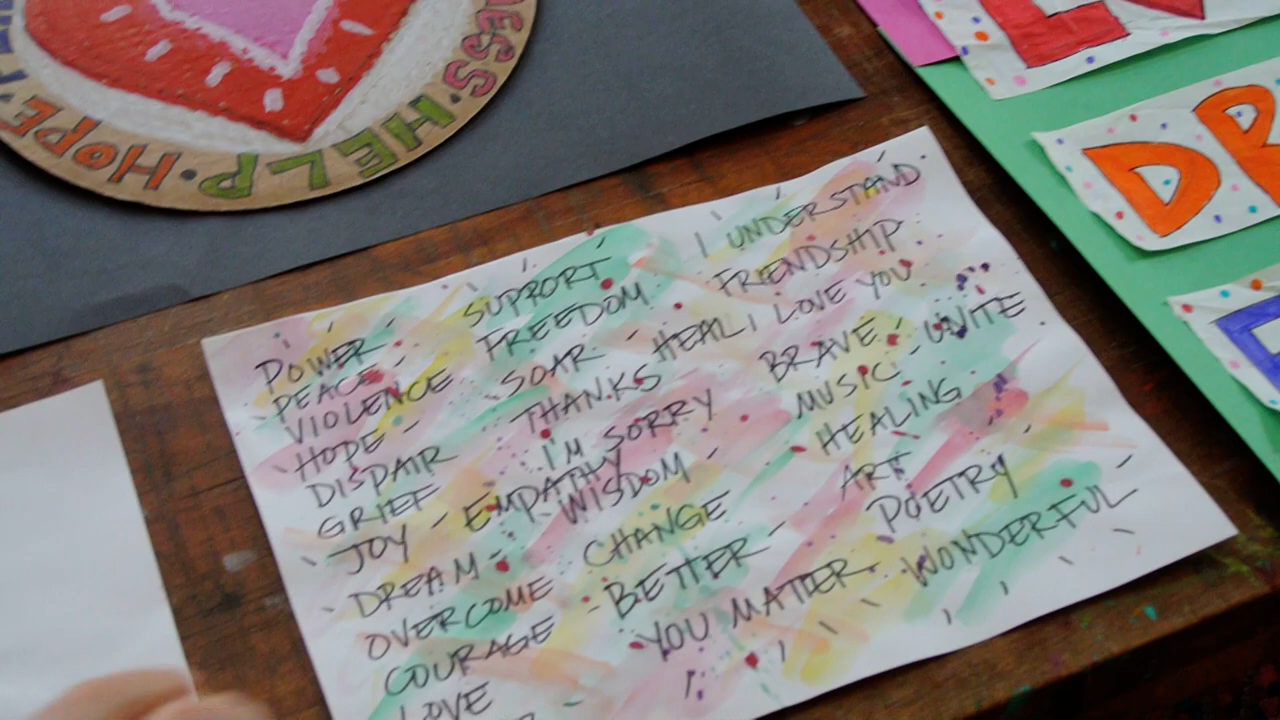 HOPE · HELP
POWER
PEACE -
VIOLENCE
HOPE -
DISPAIR
GRIEF
JOY - EMPATHY
DREAM -
OVERCOME
COURAGE
LOVE
SUPPORT
FREEDOM
SOAR - HEAL
THANKS
I'M SORRY
WISDOM -
CHANGE
- BETTER -
YOU MATTER -
I UNDERSTAND
FRIENDSHIP
I LOVE YOU
BRAVE - UNITE
MUSIC
HEALING
ART
POETRY
WONDERFUL
DR